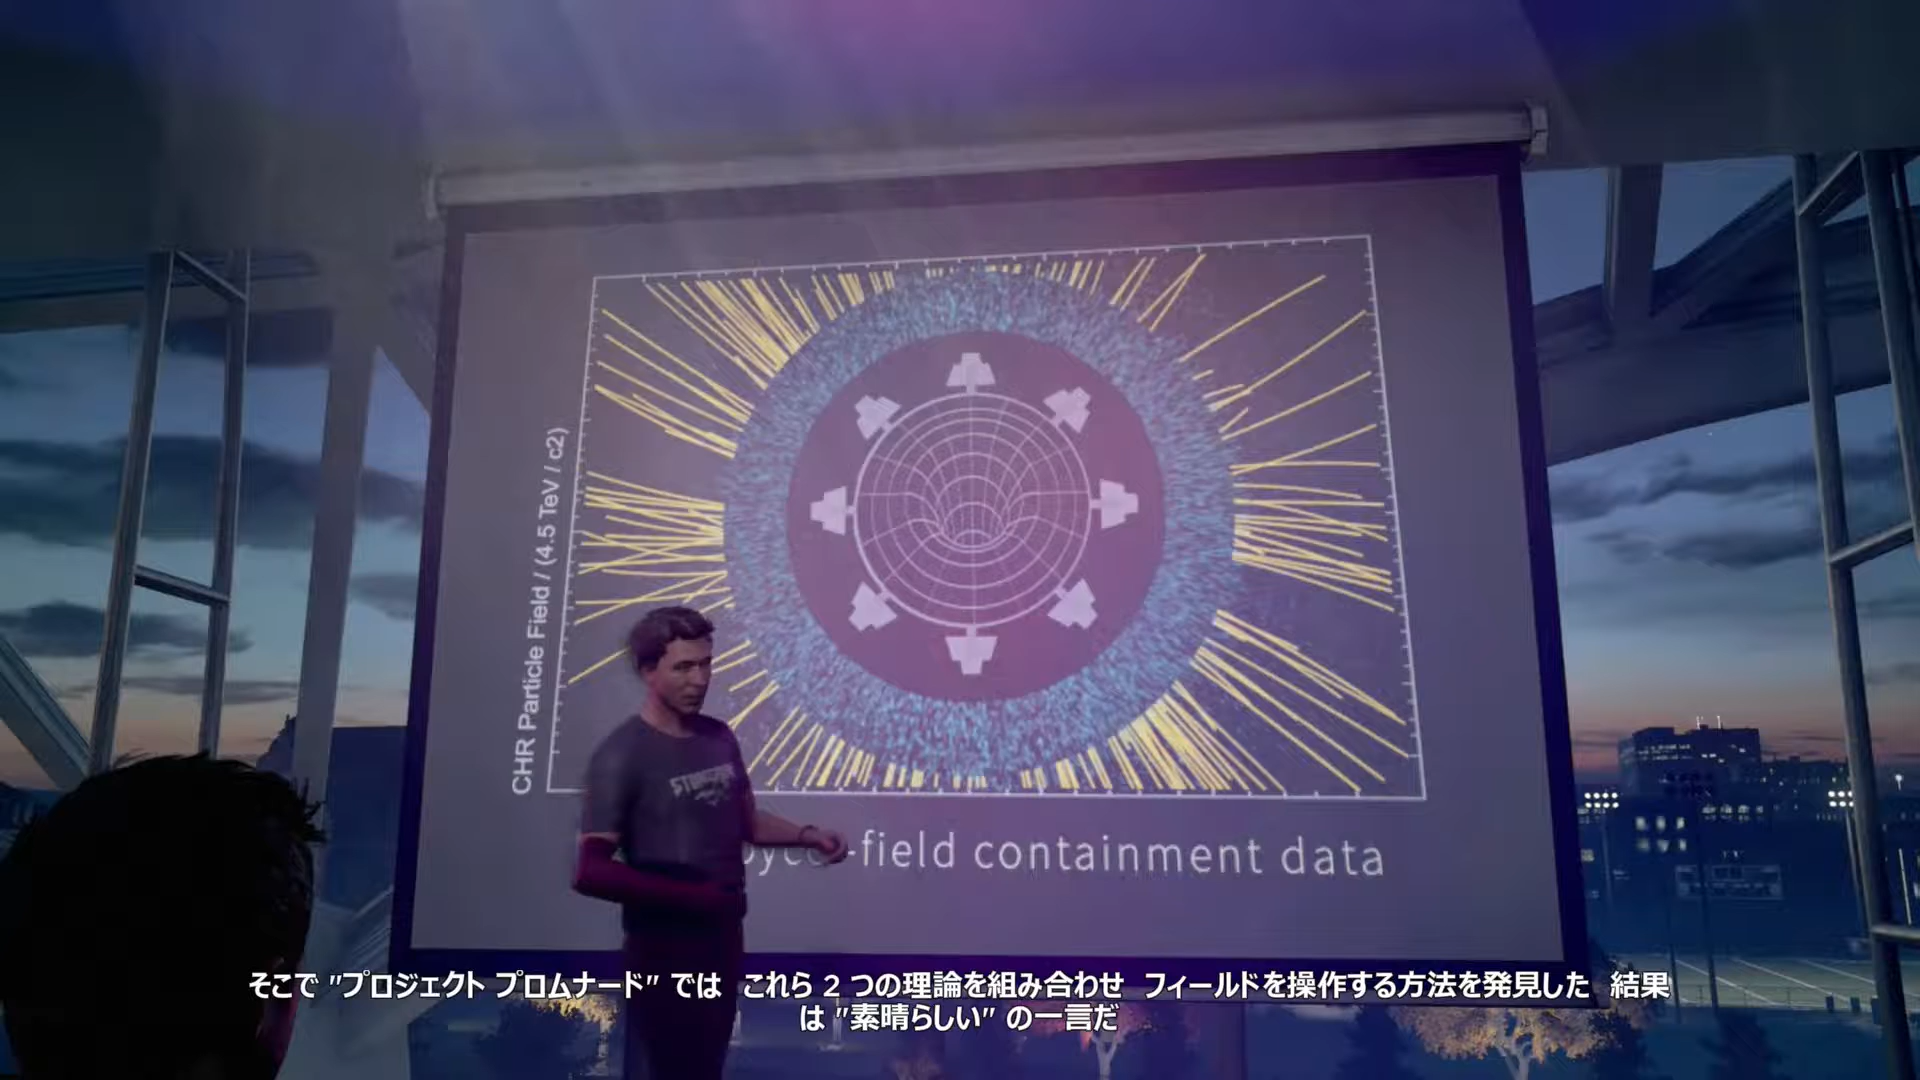 CHR Particle Field / (4.5 TeV / c2)
-field containment data
そこで "プロジェクト プロムナード" では これら 2 つの理論を組み合わせ フィールドを操作する方法を発見した 結果
は "素晴らしい" の一言だ